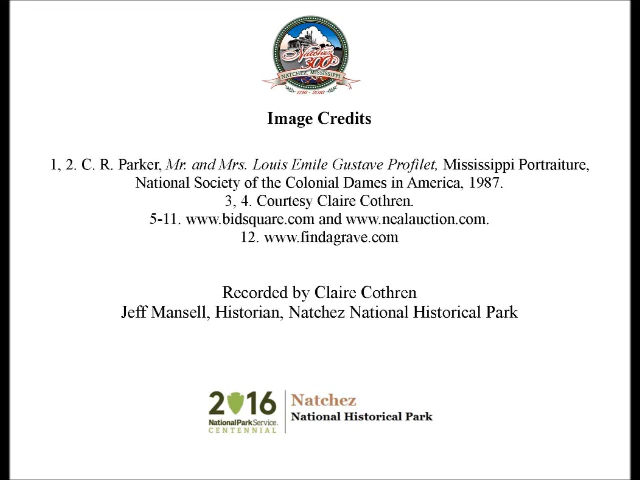 Natchez
300
NATCHEZ, MISSISSIPPI
Image Credits
1, 2. C. R. Parker, Mr. and Mrs. Louis Emile Gustave Profilet, Mississippi Portraiture,
National Society of the Colonial Dames in America, 1987.
3, 4. Courtesy Claire Cothren.
5-11. www.bidsquare.com and www.nealauction.com.
12. www.findagrave.com
Recorded by Claire Cothren
Jeff Mansell, Historian, Natchez National Historical Park
2016
National Park Service
CENTENNIAL
Natchez
National Historical Park